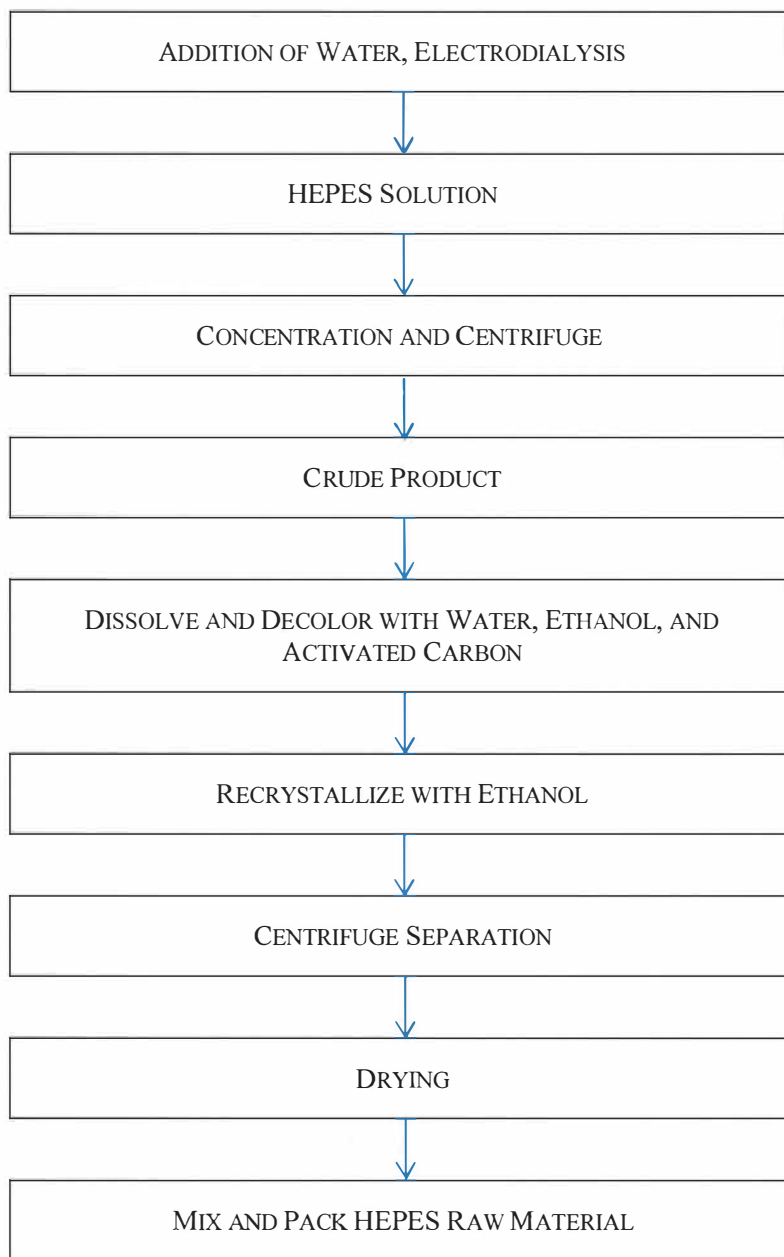 ADDITION OF WATER, ELECTRODIALYSIS
HEPES SOLUTION
CONCENTRATION AND CENTRIFUGE
CRUDE PRODUCT
DISSOLVE AND DECOLOR WITH WATER, ETHANOL, AND
ACTIVATED CARBON
RECRYSTALLIZE WITH ETHANOL
CENTRIFUGE SEPARATION
DRYING
MIX AND PACK HEPES RAW MATERIAL